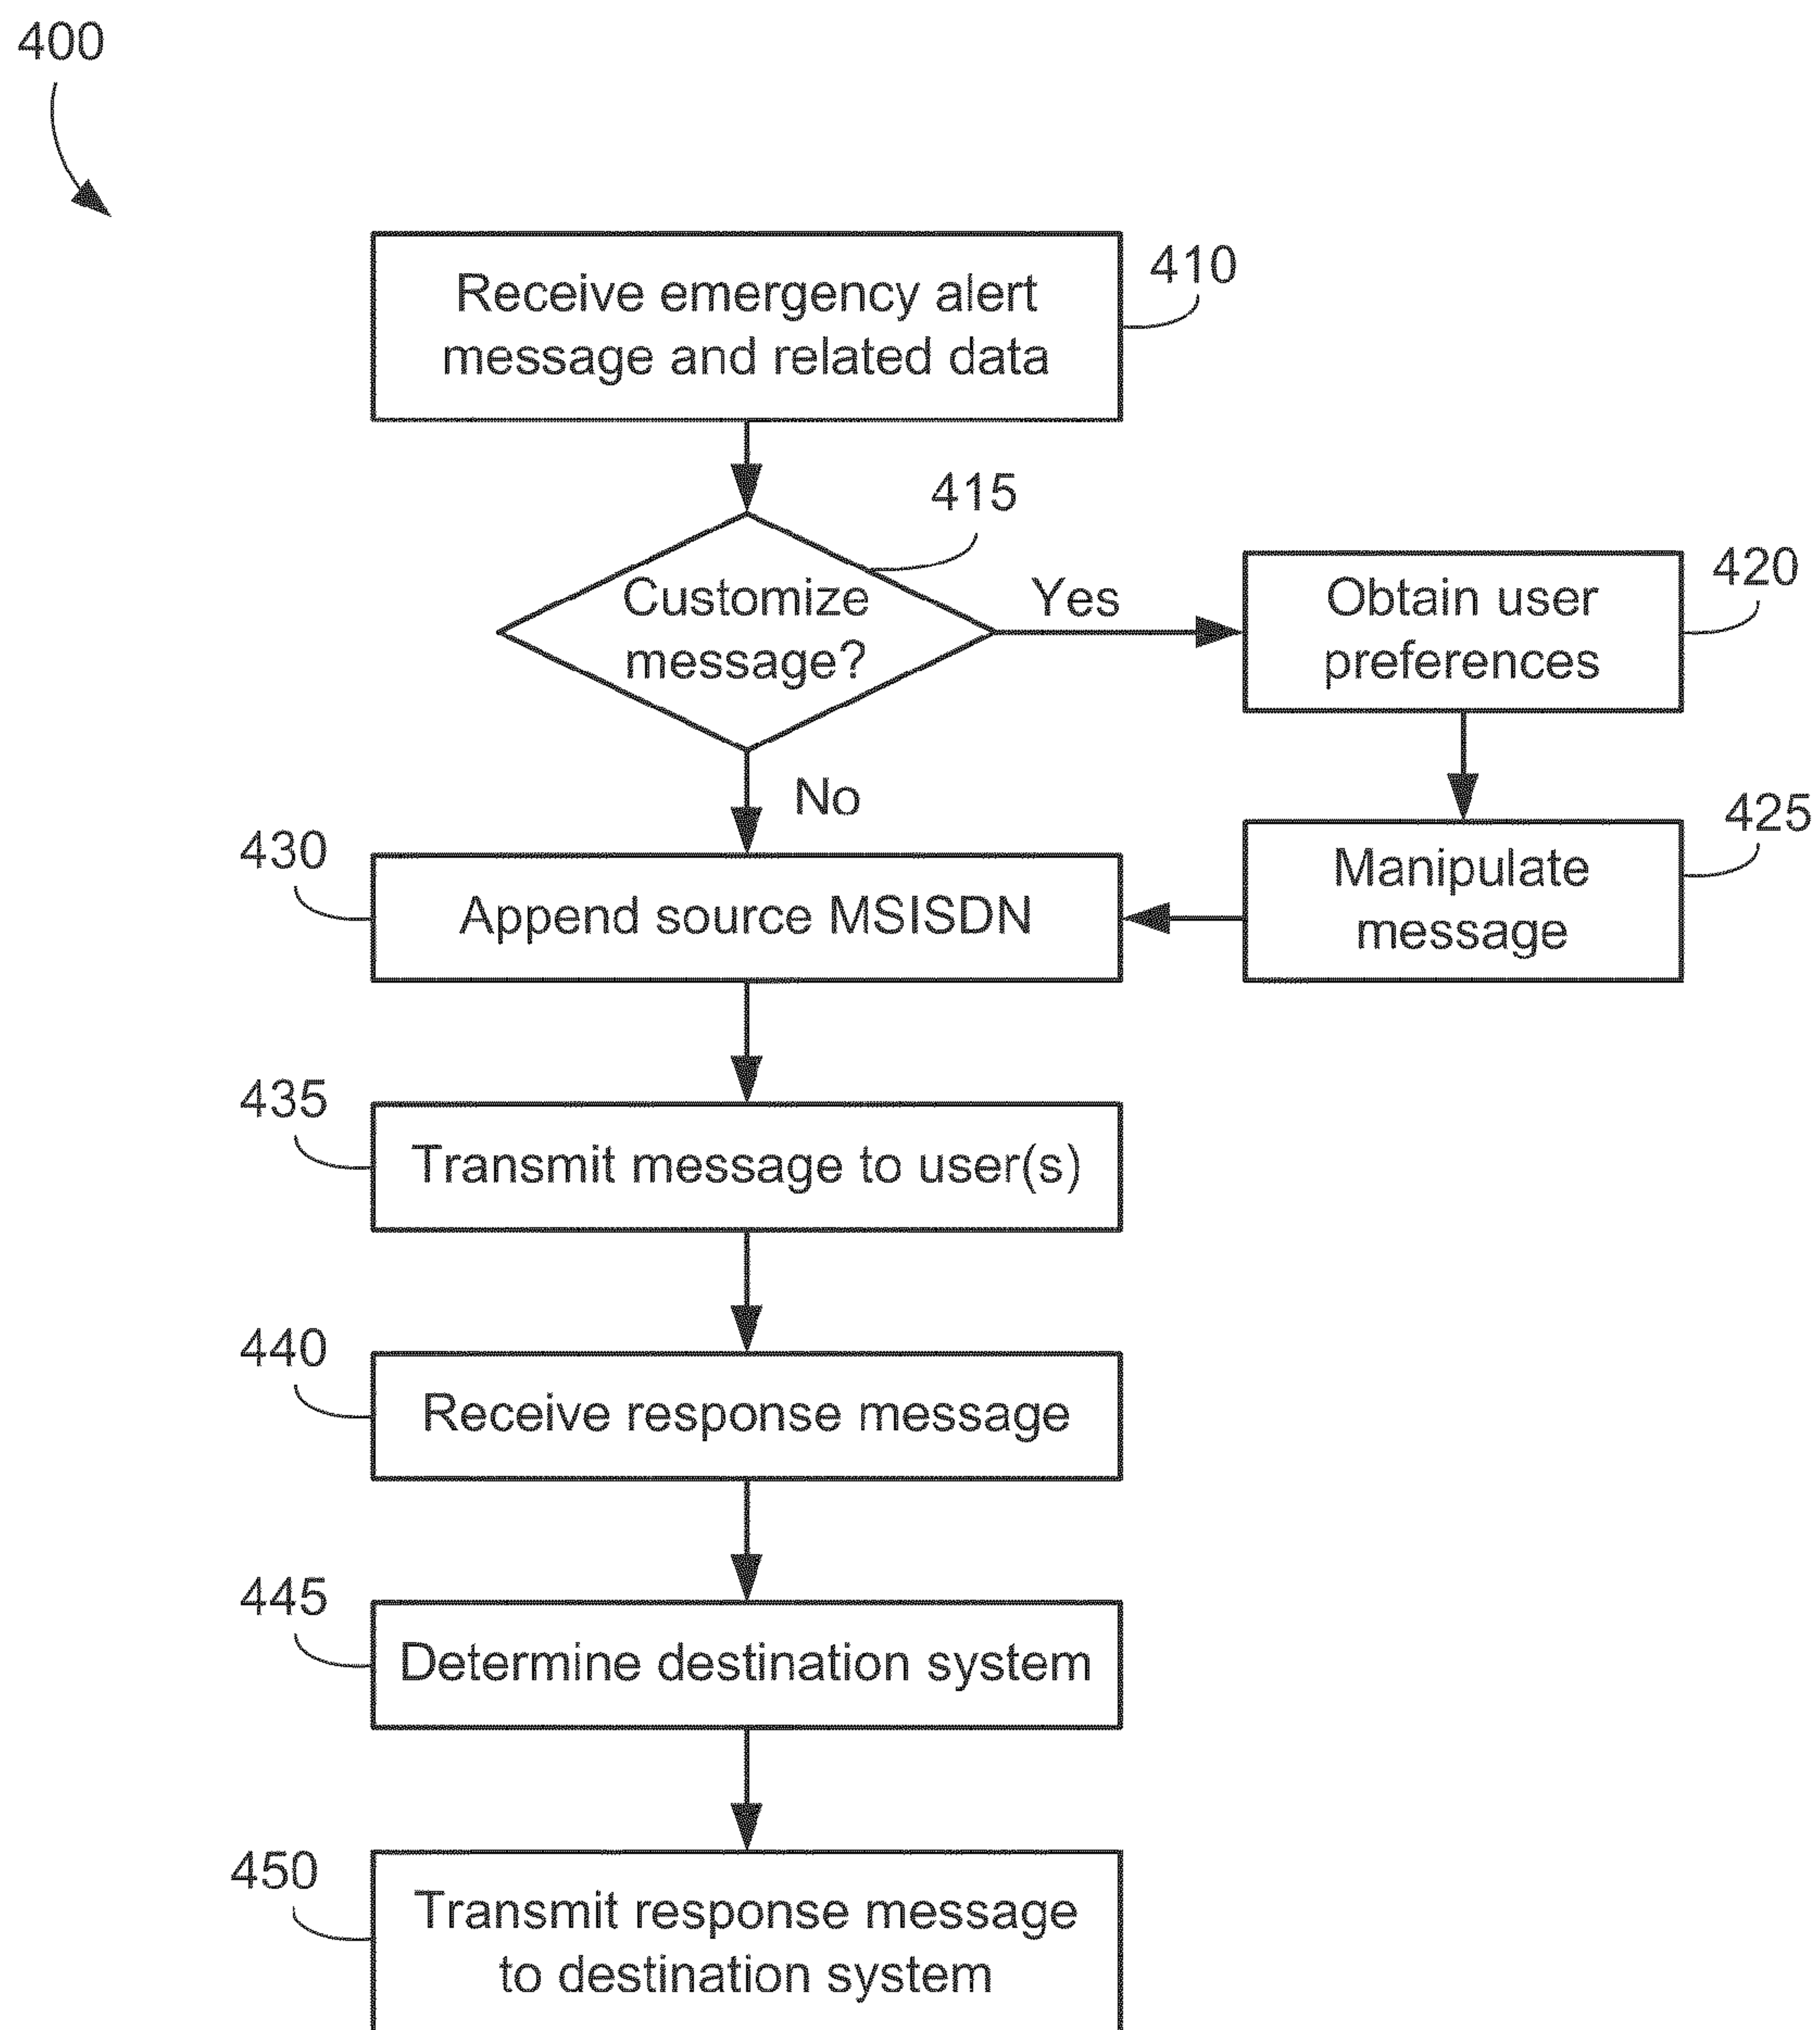 400
Receive emergency alert
message and related data
410
415
Customize
message?
Yes
Obtain user
preferences
420
No
Manipulate
message
425
430
Append source MSISDN
435
Transmit message to user(s)
440
Receive response message
445
Determine destination system
450
Transmit response message
to destination system